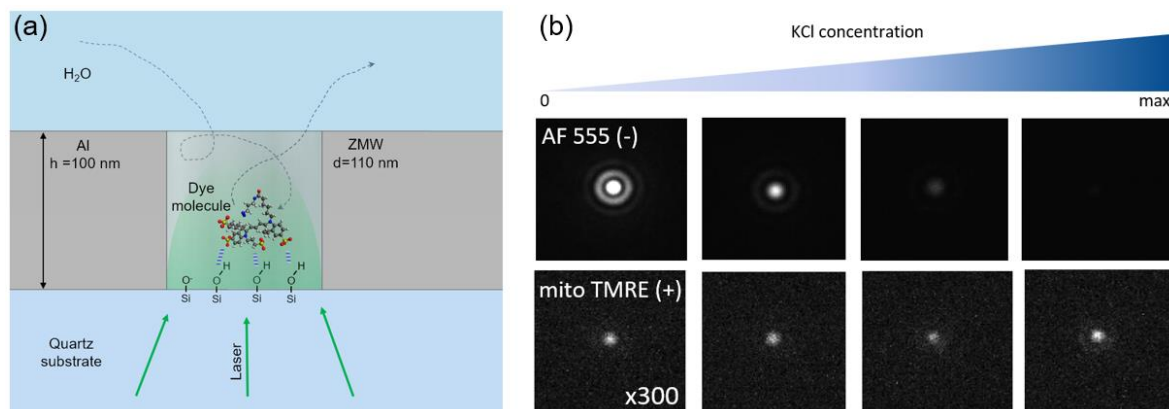 (a)
H₂O
Al
h =100 nm
ZMW
d=110 nm
Dye
molecule
O⁻
H
O
H
O
H
O
Si
Si
Si
Si
Quartz
substrate
Laser
(b)
KCl concentration
0
max
AF 555 (-)
mito TMRE (+)
x300